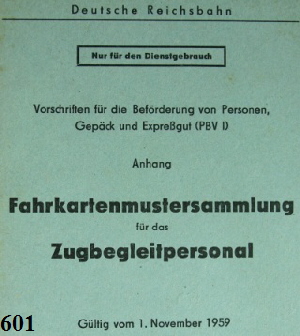 Deutsche Reichsbahn
Nur für den Dienstgebrauch
Vorschriften für die Beförderung von Personen,
Gepäck und Expreßgut (PBV I)
Anhang
Fahrkartenmustersammlung
für das
Zugbegleitpersonal
601
Gültig vom 1. November 1959